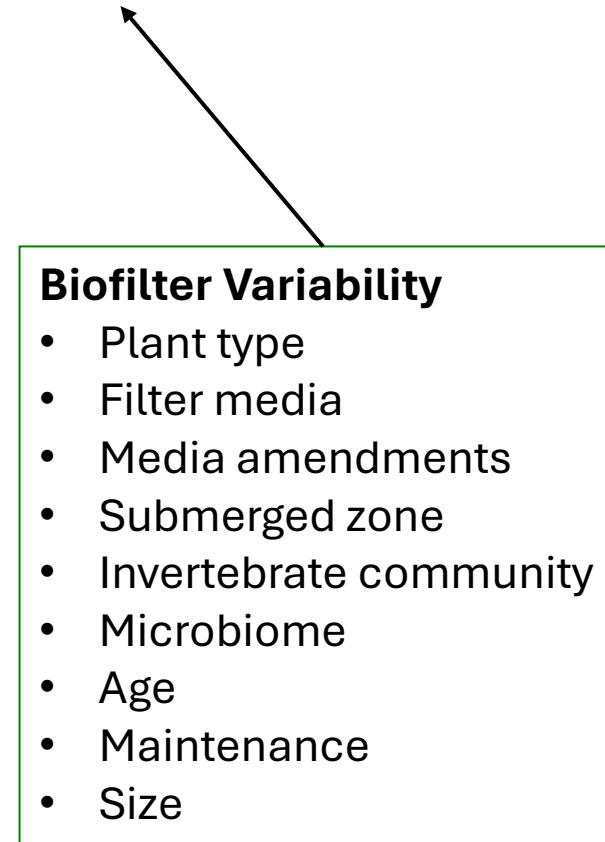 Biofilter Variability
• Plant type
• Filter media
• Media amendments
• Submerged zone
• Invertebrate community
• Microbiome
• Age
• Maintenance
• Size